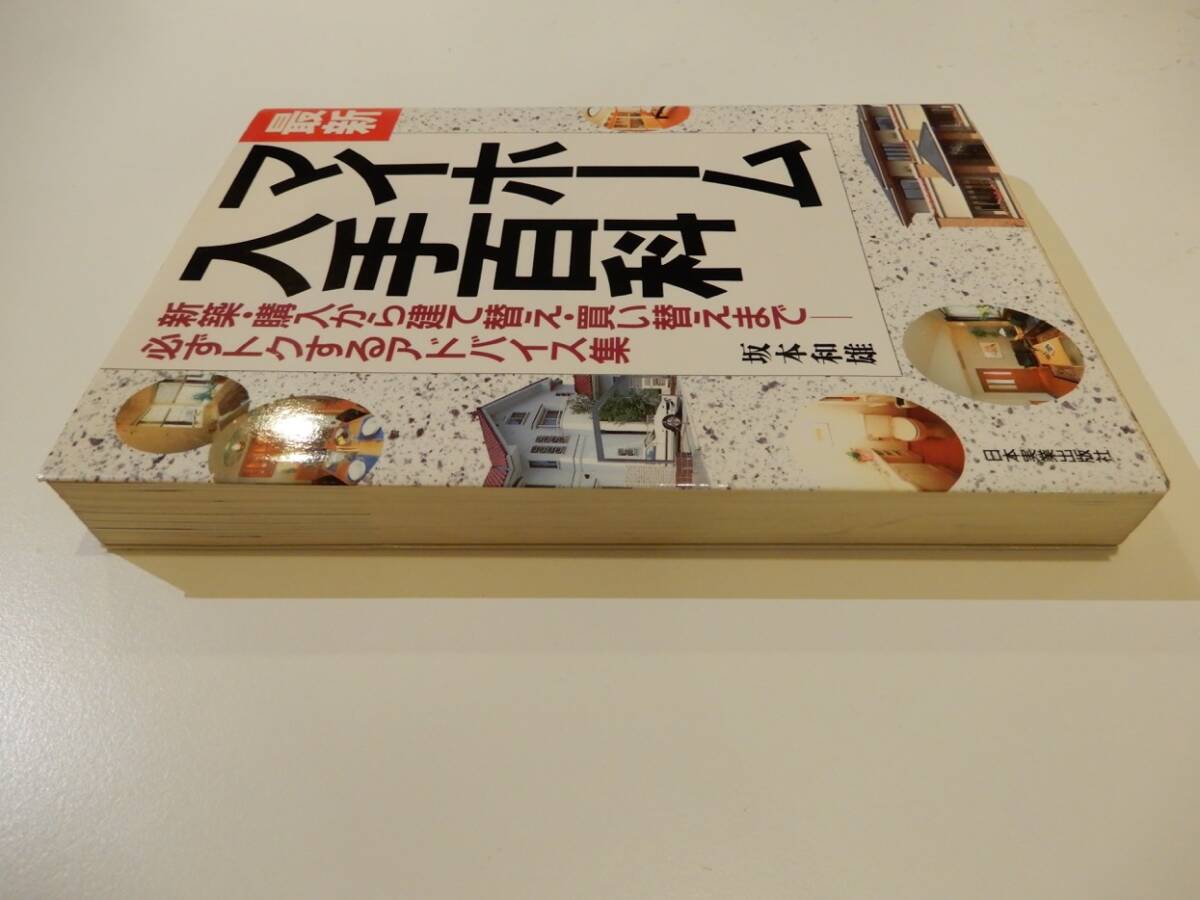 最新
マイホーム
入手百科
新築・購入から建て替え・買い替えまで──
必ずトクするアドバイス集
坂本和雄
日本実業出版社